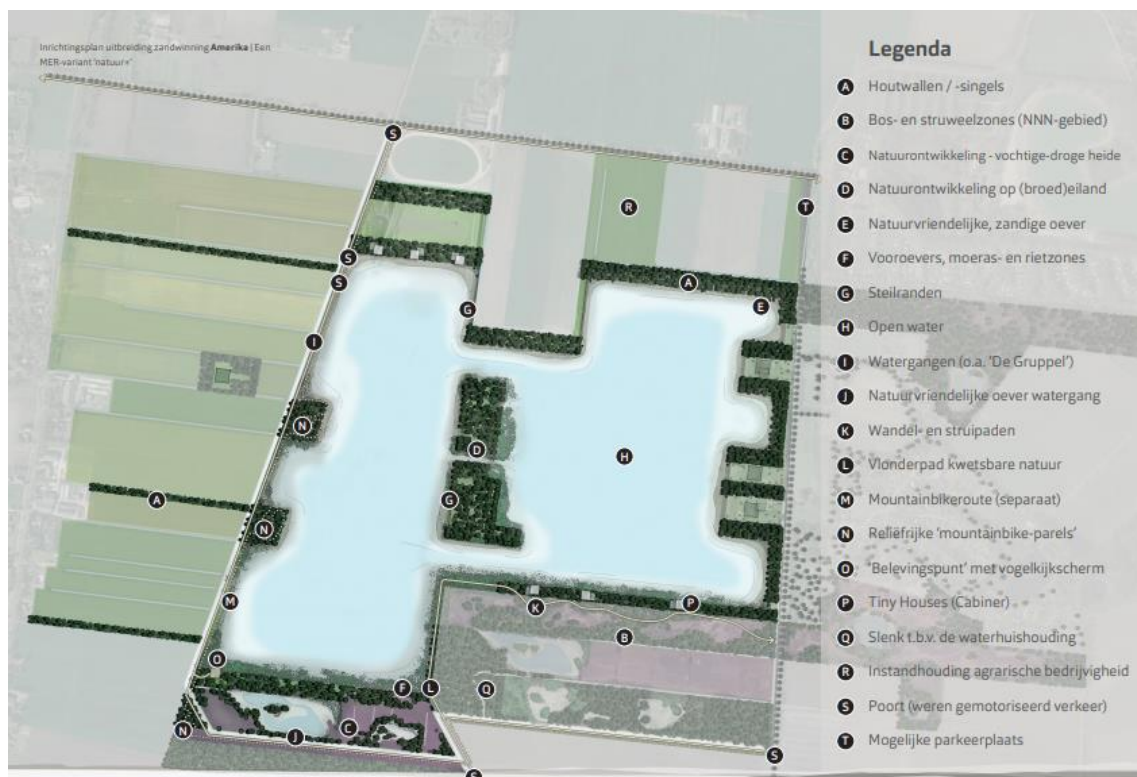 Inrichtingsplan uitbreiding zandwinning Amerika | Een
MER-variant 'natuur+'
Legenda
A Houtwallen / -singels
B Bos- en struweelzones (NNN-gebied)
C Natuurontwikkeling - vochtige-droge heide
D Natuurontwikkeling op (broed)eiland
E Natuurvriendelijke, zandige oever
F Vooroevers, moeras- en rietzones
G Steilranden
H Open water
I Watergangen (o.a. 'De Gruppel')
J Natuurvriendelijke oever watergang
K Wandel- en struipaden
L Vlonderpad kwetsbare natuur
M Mountainbikeroute (separaat)
N Reliëfrijke 'mountainbike-parels'
O 'Belevingspunt' met vogelkijkscherm
P Tiny Houses (Cabiner)
Q Slenk t.b.v. de waterhuishouding
R Instandhouding agrarische bedrijvigheid
S Poort (weren gemotoriseerd verkeer)
T Mogelijke parkeerplaats
S
R
T
S
S
A
E
G
I
N
D
H
G
A
N
M
K
P
B
O
F
L
Q
N
C
J
S
S